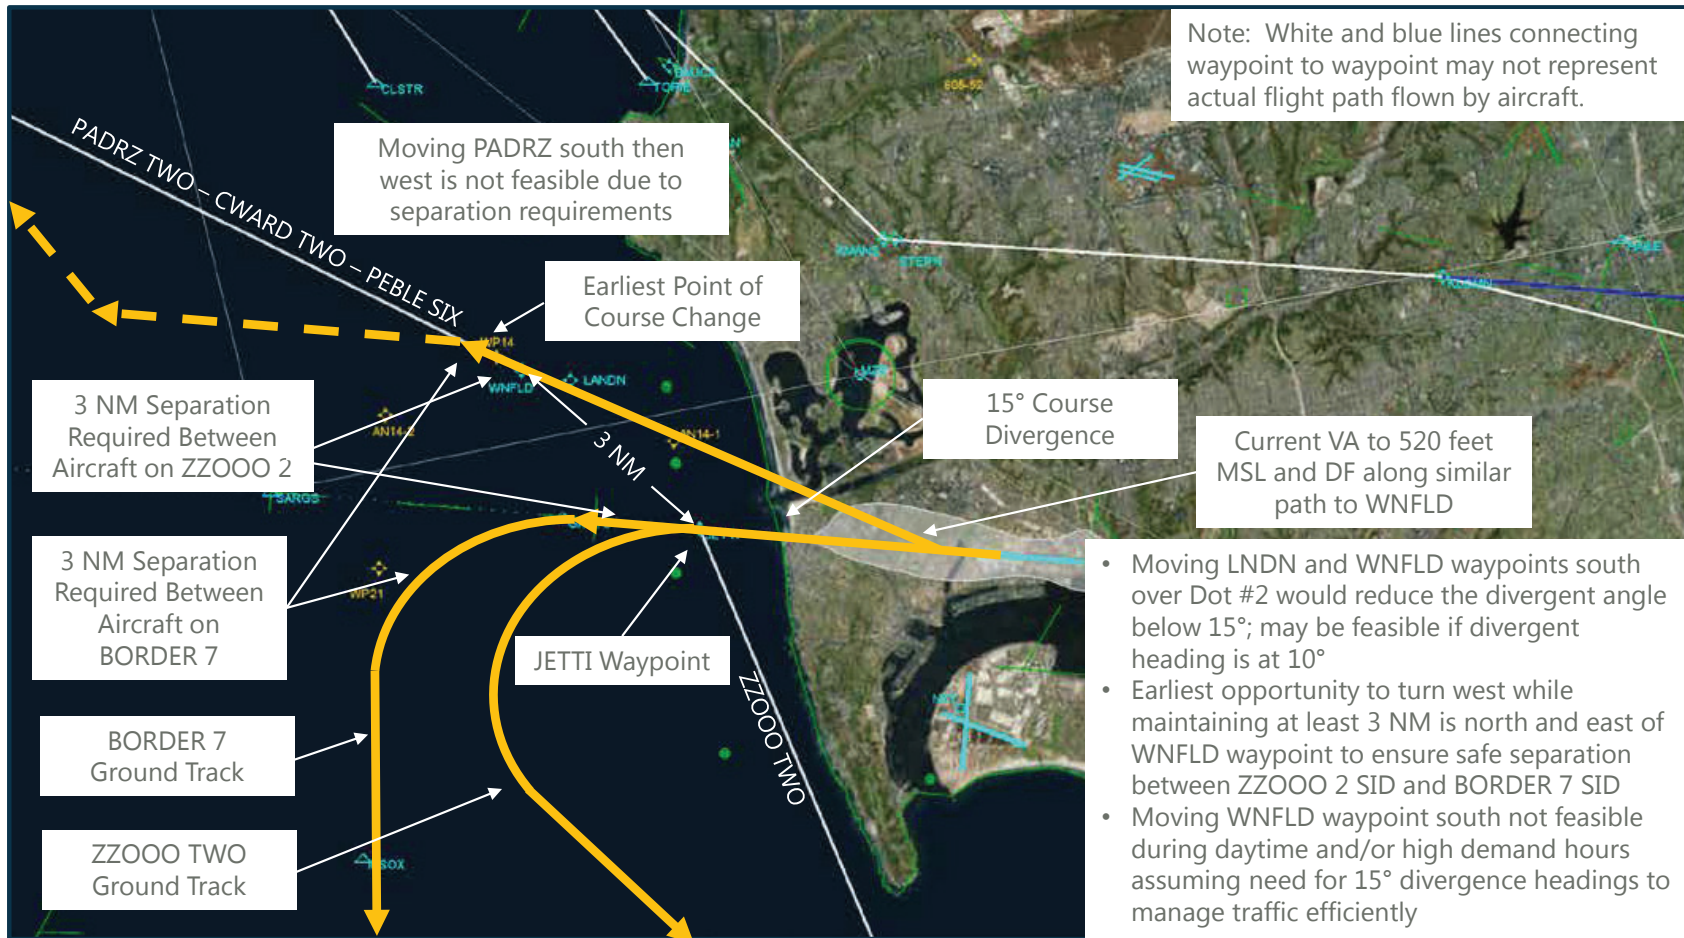 Note: White and blue lines connecting
waypoint to waypoint may not represent
actual flight path flown by aircraft.
CLSTR
TORIE
605-52
PADRZ TWO – CWARD TWO – PEBLE SIX
Moving PADRZ south then
west is not feasible due to
separation requirements
STERN
Earliest Point of
Course Change
WP14
WNFLD
LANDN
3 NM Separation
Required Between
Aircraft on ZZOOO 2
AN14-2
AN14-1
3 NM
15° Course
Divergence
Current VA to 520 feet
MSL and DF along similar
path to WNFLD
SARGS
3 NM Separation
Required Between
Aircraft on
BORDER 7
WP21
JETTI Waypoint
ZZOOO TWO
BORDER 7
Ground Track
ZZOOO TWO
Ground Track
• Moving LNDN and WNFLD waypoints south
over Dot #2 would reduce the divergent angle
below 15°; may be feasible if divergent
heading is at 10°
• Earliest opportunity to turn west while
maintaining at least 3 NM is north and east of
WNFLD waypoint to ensure safe separation
between ZZOOO 2 SID and BORDER 7 SID
• Moving WNFLD waypoint south not feasible
during daytime and/or high demand hours
assuming need for 15° divergence headings to
manage traffic efficiently